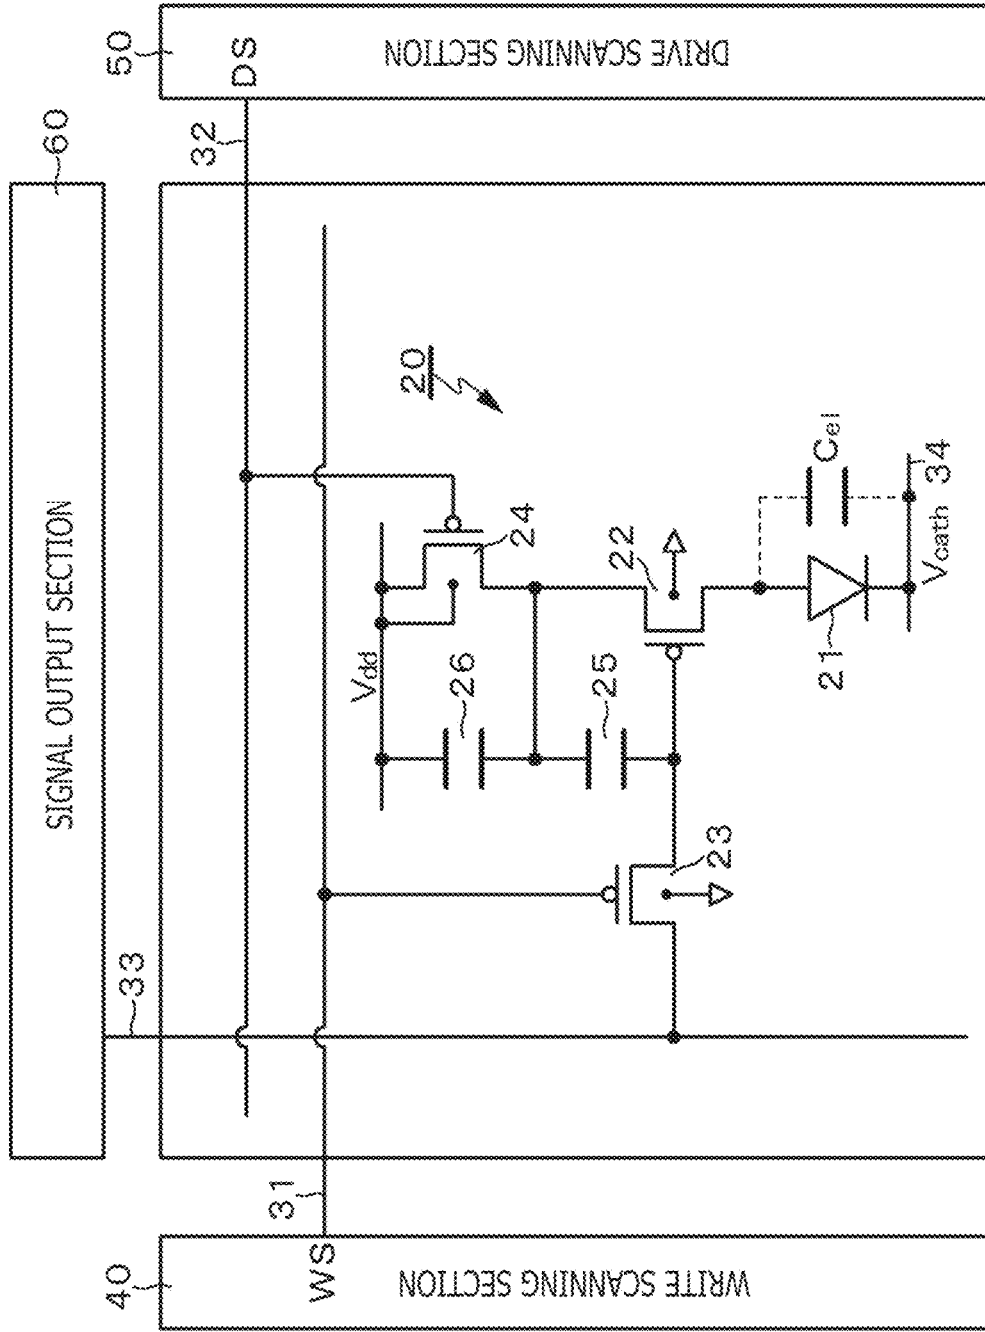 60
SIGNAL OUTPUT SECTION
40
33
50
32
DS
31
WS
Vdd
20
26
24
WRITE SCANNING SECTION
DRIVE SCANNING SECTION
25
22
23
21
Cel
Vcath
34